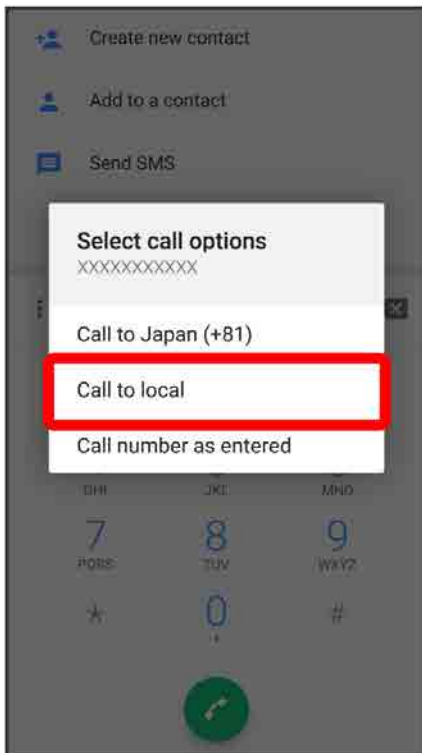 Create new contact
Add to a contact
Send SMS
Select call options
XXXXXXXXXXX
Call to Japan (+81)
Call to local
Call number as entered
GHI JKL MNO
7 8 9
PQRS TUV WXYZ
* 0 #
+